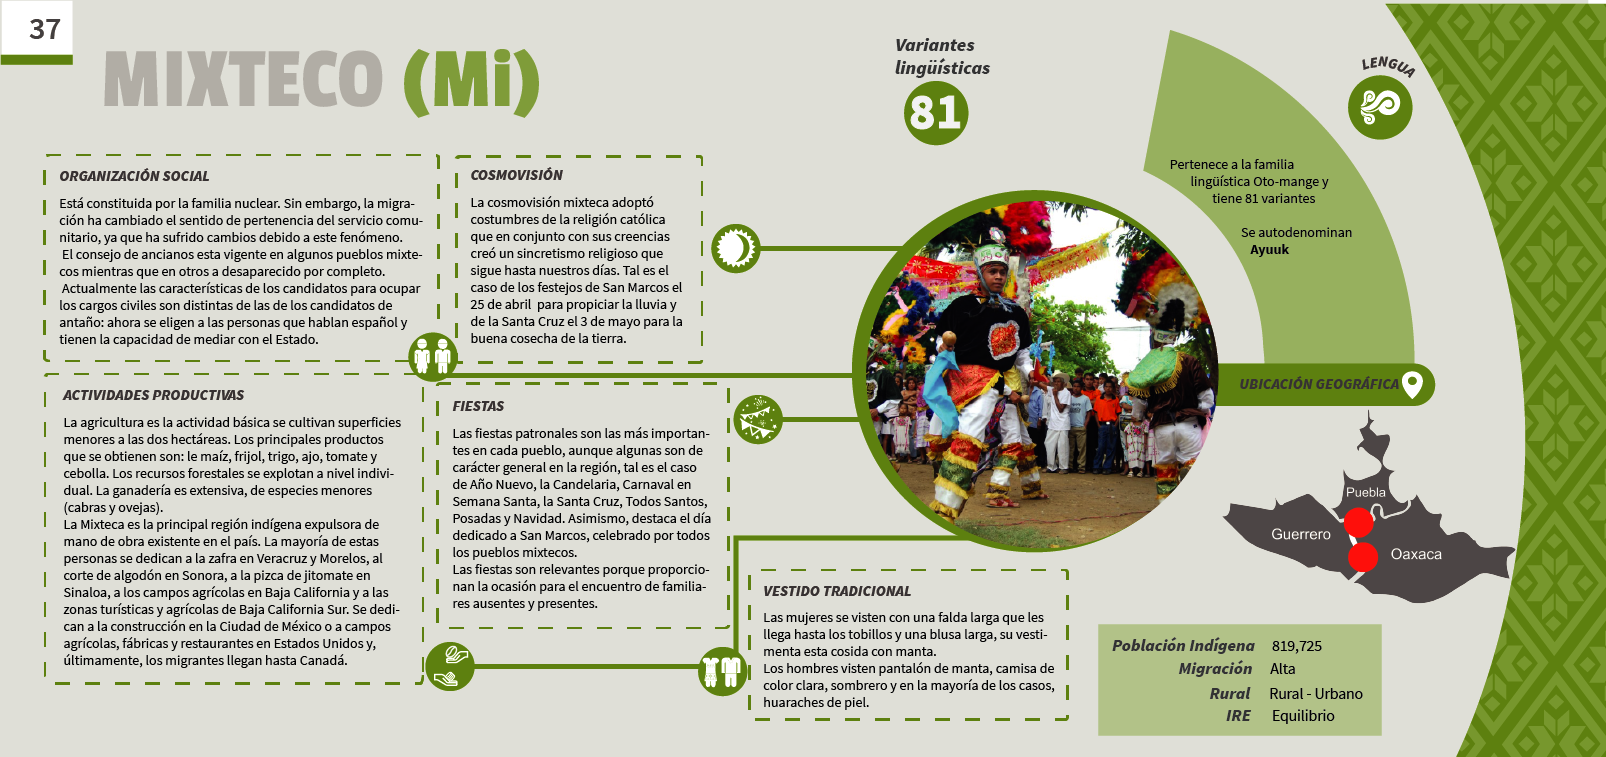 37
MIXTECO (Mi)
Variantes
lingüísticas
81
LENGUA
Pertenece a la familia
lingüística Oto-mange y
tiene 81 variantes
Se autodenominan
Ayuuk
ORGANIZACIÓN SOCIAL
Está constituida por la familia nuclear. Sin embargo, la migra-
ción ha cambiado el sentido de pertenencia del servicio comu-
nitario, ya que ha sufrido cambios debido a este fenómeno.
El consejo de ancianos esta vigente en algunos pueblos mixte-
cos mientras que en otros a desaparecido por completo.
Actualmente las características de los candidatos para ocupar
los cargos civiles son distintas de las de los candidatos de
antaño: ahora se eligen a las personas que hablan español y
tienen la capacidad de mediar con el Estado.
COSMOVISIÓN
La cosmovisión mixteca adoptó
costumbres de la religión católica
que en conjunto con sus creencias
creó un sincretismo religioso que
sigue hasta nuestros días. Tal es el
caso de los festejos de San Marcos el
25 de abril  para propiciar la lluvia y
de la Santa Cruz el 3 de mayo para la
buena cosecha de la tierra.
ACTIVIDADES PRODUCTIVAS
La agricultura es la actividad básica se cultivan superficies
menores a las dos hectáreas. Los principales productos
que se obtienen son: le maíz, frijol, trigo, ajo, tomate y
cebolla. Los recursos forestales se explotan a nivel indivi-
dual. La ganadería es extensiva, de especies menores
(cabras y ovejas).
La Mixteca es la principal región indígena expulsora de
mano de obra existente en el país. La mayoría de estas
personas se dedican a la zafra en Veracruz y Morelos, al
corte de algodón en Sonora, a la pizca de jitomate en
Sinaloa, a los campos agrícolas en Baja California y a las
zonas turísticas y agrícolas de Baja California Sur. Se dedi-
can a la construcción en la Ciudad de México o a campos
agrícolas, fábricas y restaurantes en Estados Unidos y,
últimamente, los migrantes llegan hasta Canadá.
FIESTAS
Las fiestas patronales son las más importan-
tes en cada pueblo, aunque algunas son de
carácter general en la región, tal es el caso
de Año Nuevo, la Candelaria, Carnaval en
Semana Santa, la Santa Cruz, Todos Santos,
Posadas y Navidad. Asimismo, destaca el día
dedicado a San Marcos, celebrado por todos
los pueblos mixtecos.
Las fiestas son relevantes porque proporcio-
nan la ocasión para el encuentro de familia-
res ausentes y presentes.
VESTIDO TRADICIONAL
Las mujeres se visten con una falda larga que les
llega hasta los tobillos y una blusa larga, su vesti-
menta esta cosida con manta.
Los hombres visten pantalón de manta, camisa de
color clara, sombrero y en la mayoría de los casos,
huaraches de piel.
UBICACIÓN GEOGRÁFICA
Puebla
Guerrero
Oaxaca
Población Indígena 819,725
Migración Alta
Rural Rural - Urbano
IRE Equilibrio